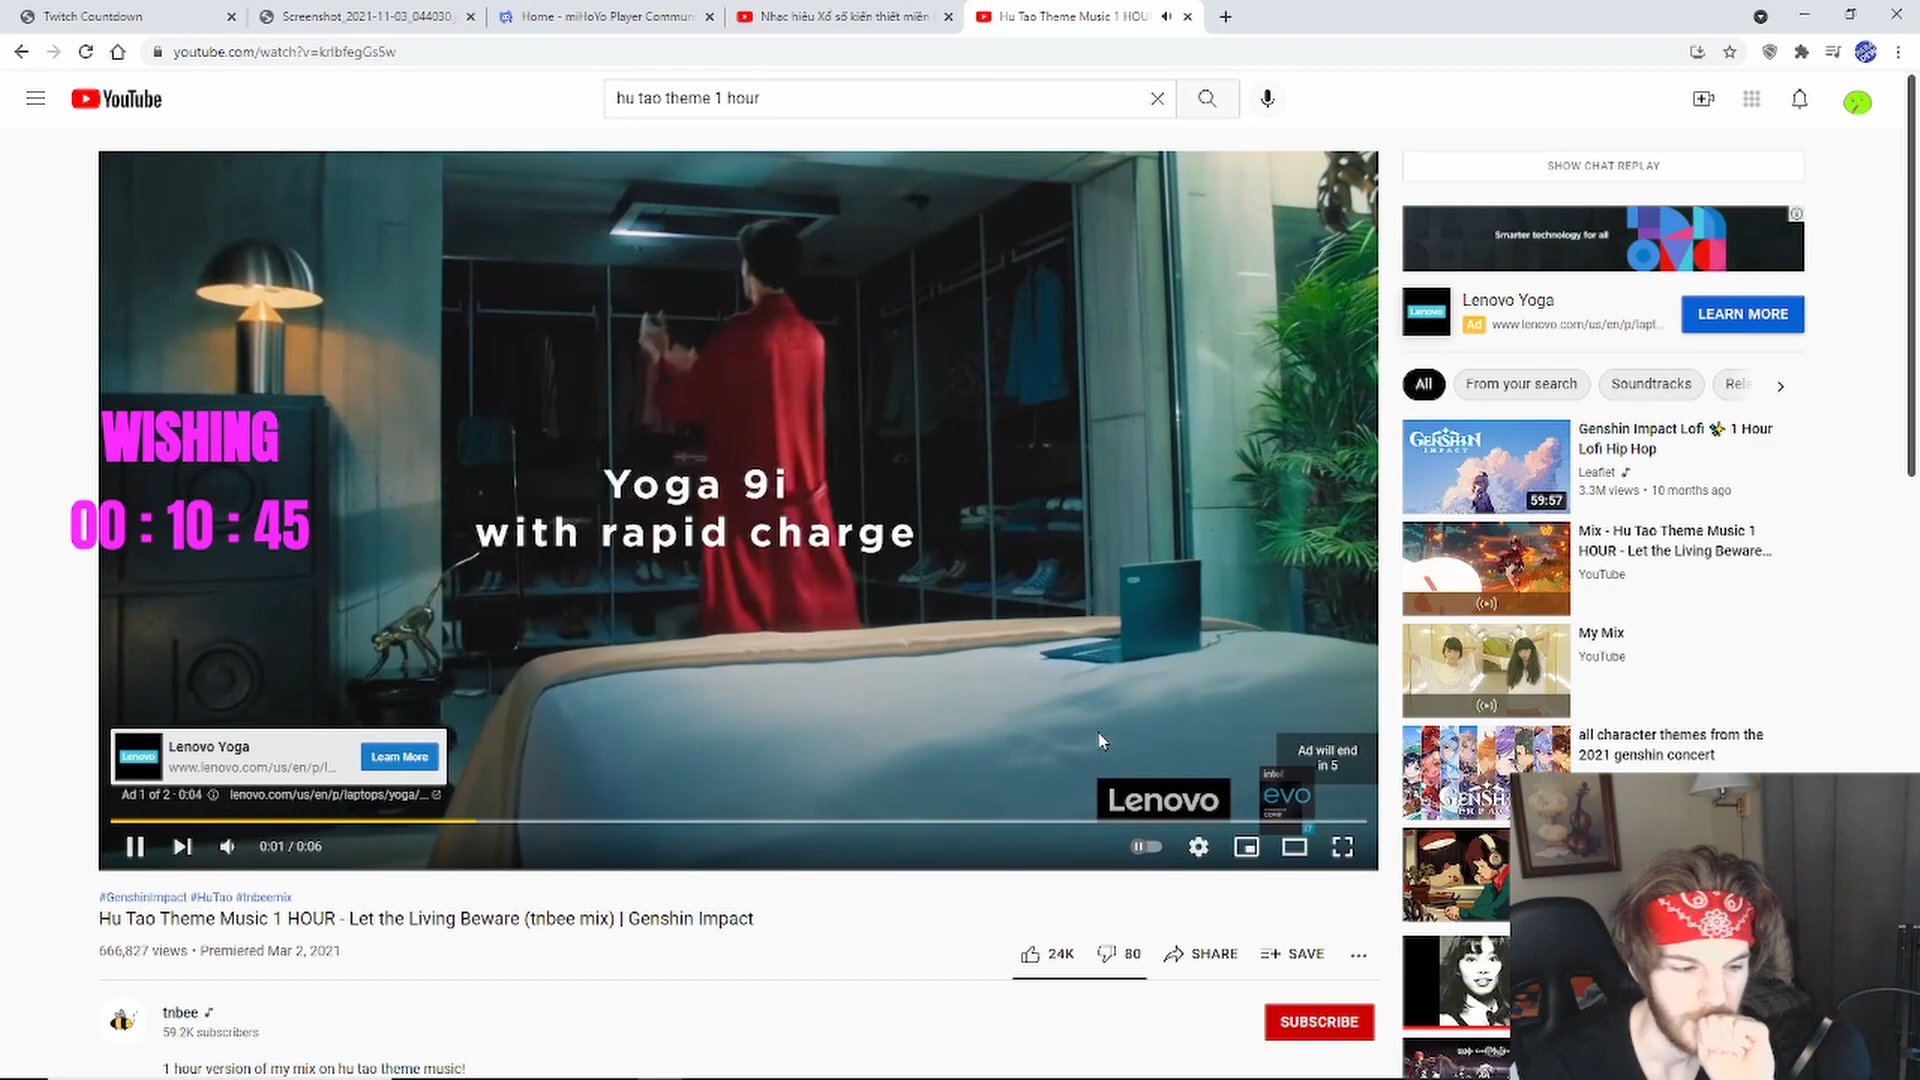 Twitch Countdown
Screenshot_2021-11-03_044030.
Home - miHoYo Player Commun
Nhạc hiệu Xổ số kiến thiết miền
Hu Tao Theme Music 1 HOU
youtube.com/watch?v=krlbfegGs5w
YouTube
hu tao theme 1 hour
WISHING
00 : 10 : 45
Yoga 9i
with rapid charge
Lenovo
Lenovo Yoga
www.lenovo.com/us/en/p/l...
Learn More
Ad 1 of 2 · 0:04
lenovo.com/us/en/p/laptops/yoga/...
Ad will end
in 5
Lenovo
intel
evo
i7
0:01 / 0:06
#GenshinImpact #HuTao #tnbeemix
Hu Tao Theme Music 1 HOUR - Let the Living Beware (tnbee mix) | Genshin Impact
666,827 views • Premiered Mar 2, 2021
24K
80
SHARE
SAVE
tnbee
59.2K subscribers
SUBSCRIBE
1 hour version of my mix on hu tao theme music!
SHOW CHAT REPLAY
Smarter technology for all
Lenovo
Lenovo Yoga
Ad www.lenovo.com/us/en/p/lapt...
LEARN MORE
All
From your search
Soundtracks
Rela
GENSHIN
IMPACT
59:57
Genshin Impact Lofi 1 Hour
Lofi Hip Hop
Leaflet
3.3M views • 10 months ago
Mix - Hu Tao Theme Music 1
HOUR - Let the Living Beware...
YouTube
My Mix
YouTube
all character themes from the
2021 genshin concert
GENSH